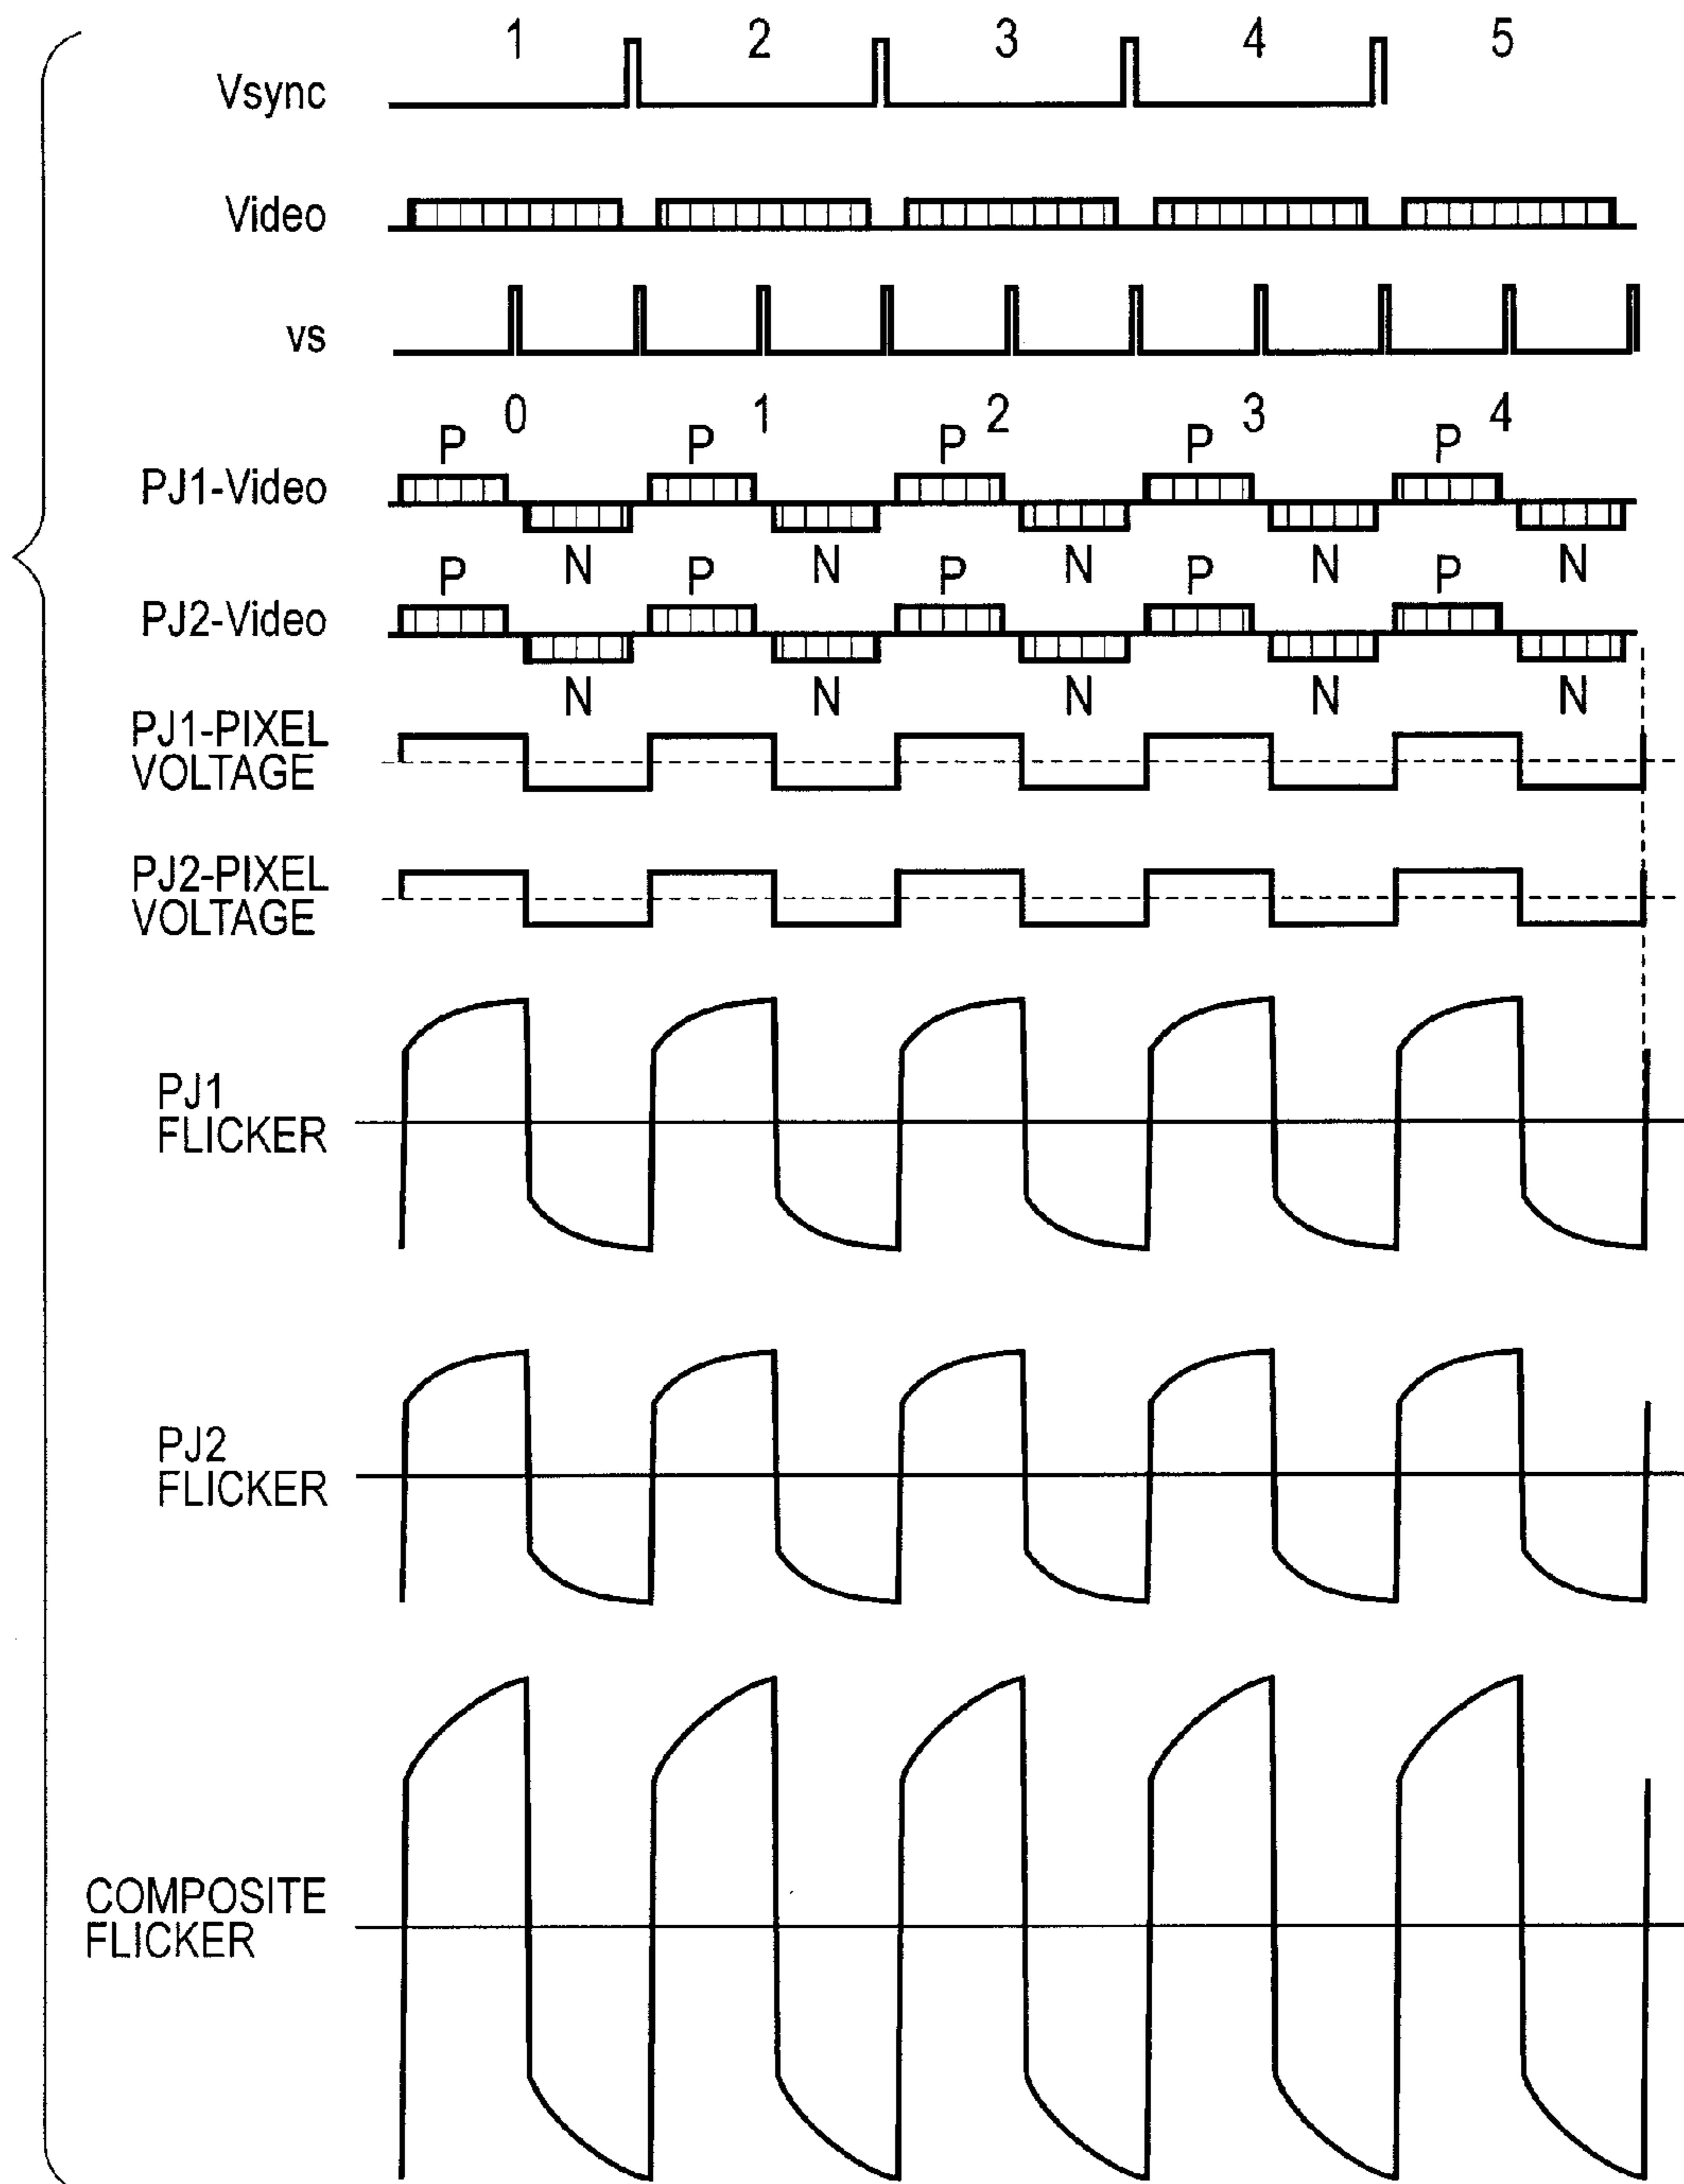 1 2 3 4 5
Vsync
Video
vs
0 1 2 3 4
P P P P P
PJ1-Video
N N N N N
P P P P P
PJ2-Video
N N N N N
PJ1-PIXEL
VOLTAGE
PJ2-PIXEL
VOLTAGE
PJ1
FLICKER
PJ2
FLICKER
COMPOSITE
FLICKER